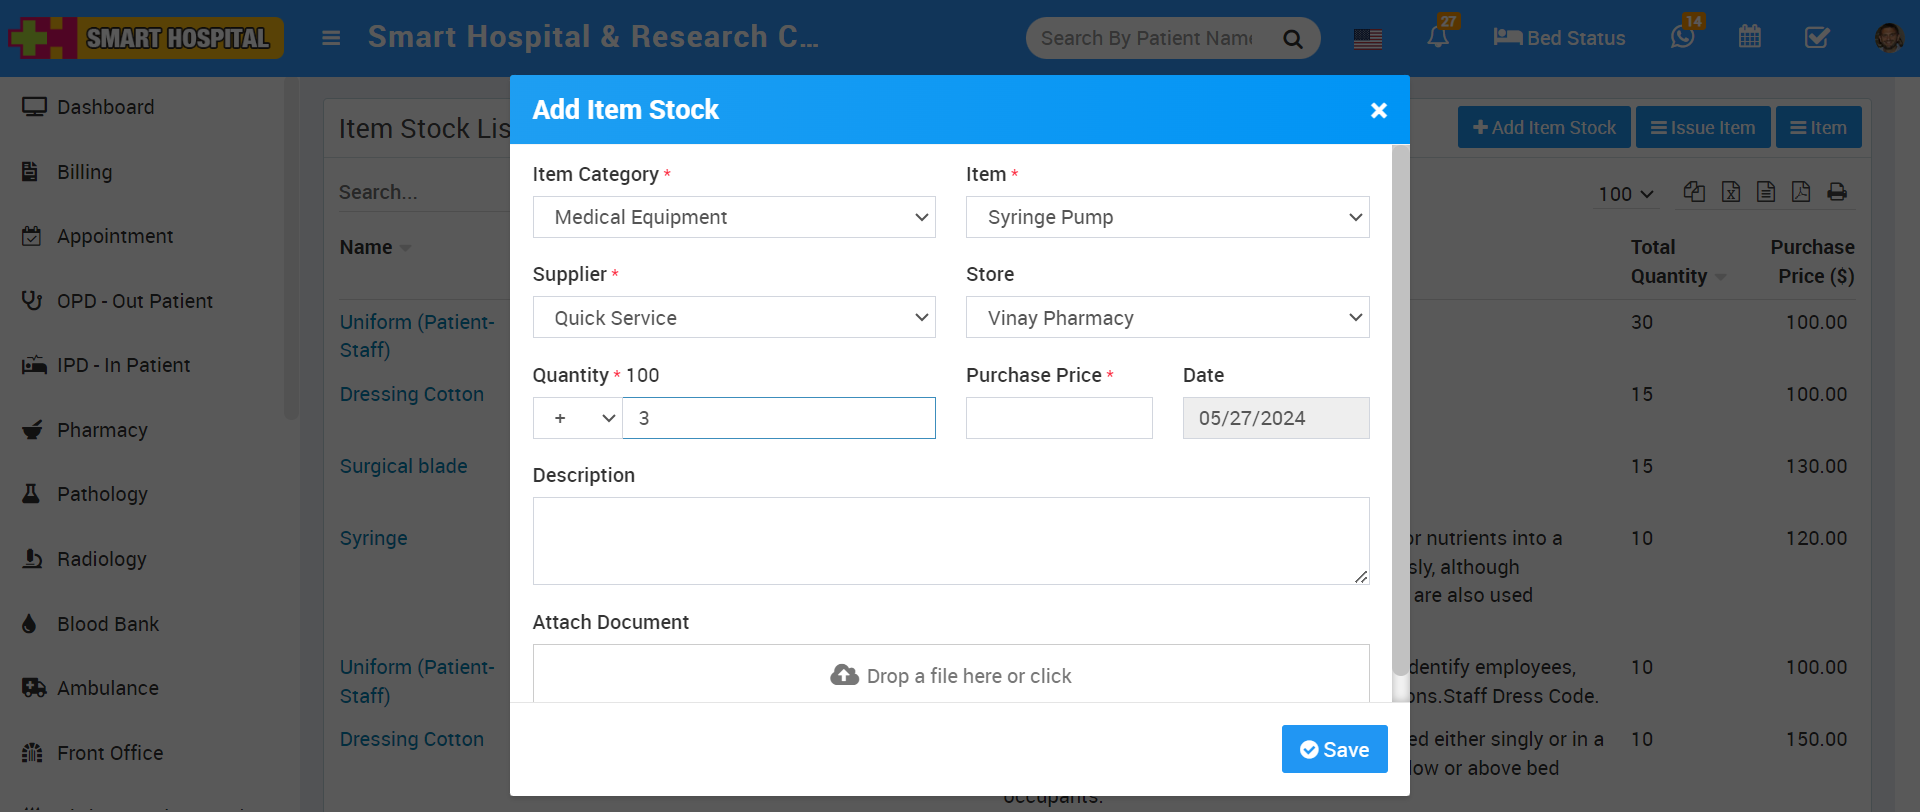 SMART HOSPITAL
Smart Hospital & Research C...
Search By Patient Name
27
Bed Status
14
Dashboard
Billing
Appointment
OPD - Out Patient
IPD - In Patient
Pharmacy
Pathology
Radiology
Blood Bank
Ambulance
Front Office
Item Stock Lis
Add Item Stock
Issue Item
Item
Search...
100
Name
Total Quantity
Purchase Price ($)
Uniform (Patient-
Staff)
30
100.00
Dressing Cotton
15
100.00
Surgical blade
15
130.00
Syringe
or nutrients into a
sly, although
are also used
10
120.00
Uniform (Patient-
Staff)
dentify employees,
ons.Staff Dress Code.
10
100.00
Dressing Cotton
ed either singly or in a
low or above bed
occupants.
10
150.00
Add Item Stock
×
Item Category *
Medical Equipment
Item *
Syringe Pump
Supplier *
Quick Service
Store
Vinay Pharmacy
Quantity * 100
+
3
Purchase Price *
Date
05/27/2024
Description
Attach Document
Drop a file here or click
Save